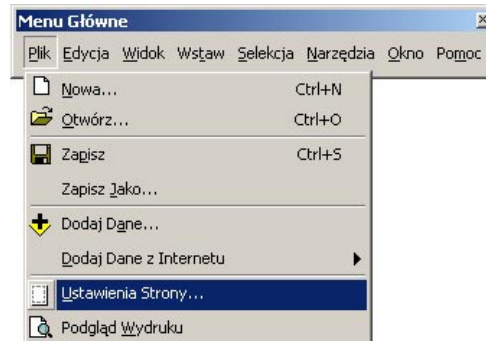 Menu Główne
Plik Edycja Widok Wstaw Selekcja Narzędzia Okno Pomoc
Nowa... Ctrl+N
Otwórz... Ctrl+O
Zapisz Ctrl+S
Zapisz Jako...
Dodaj Dane...
Dodaj Dane z Internetu
Ustawienia Strony...
Podgląd Wydruku